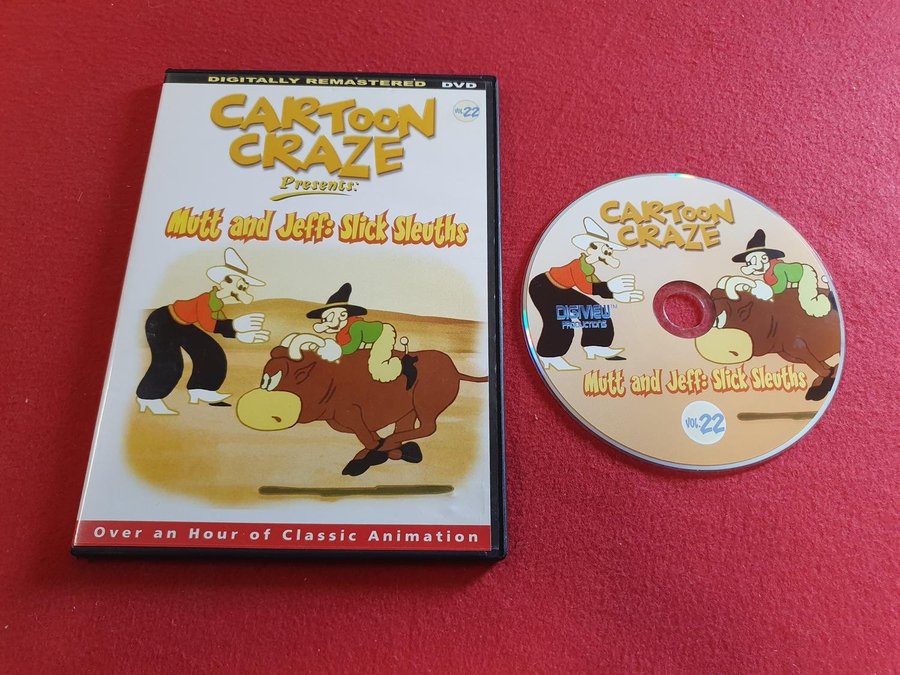 DIGITALLY REMASTERED DVD
CARTOON
CRAZE
VOL.22
Presents:
Mutt and Jeff: Slick Sleuths
Over an Hour of Classic Animation
CARTOON
CRAZE
DIGIVIEW™
PRODUCTIONS
Mutt and Jeff: Slick Sleuths
VOL.22